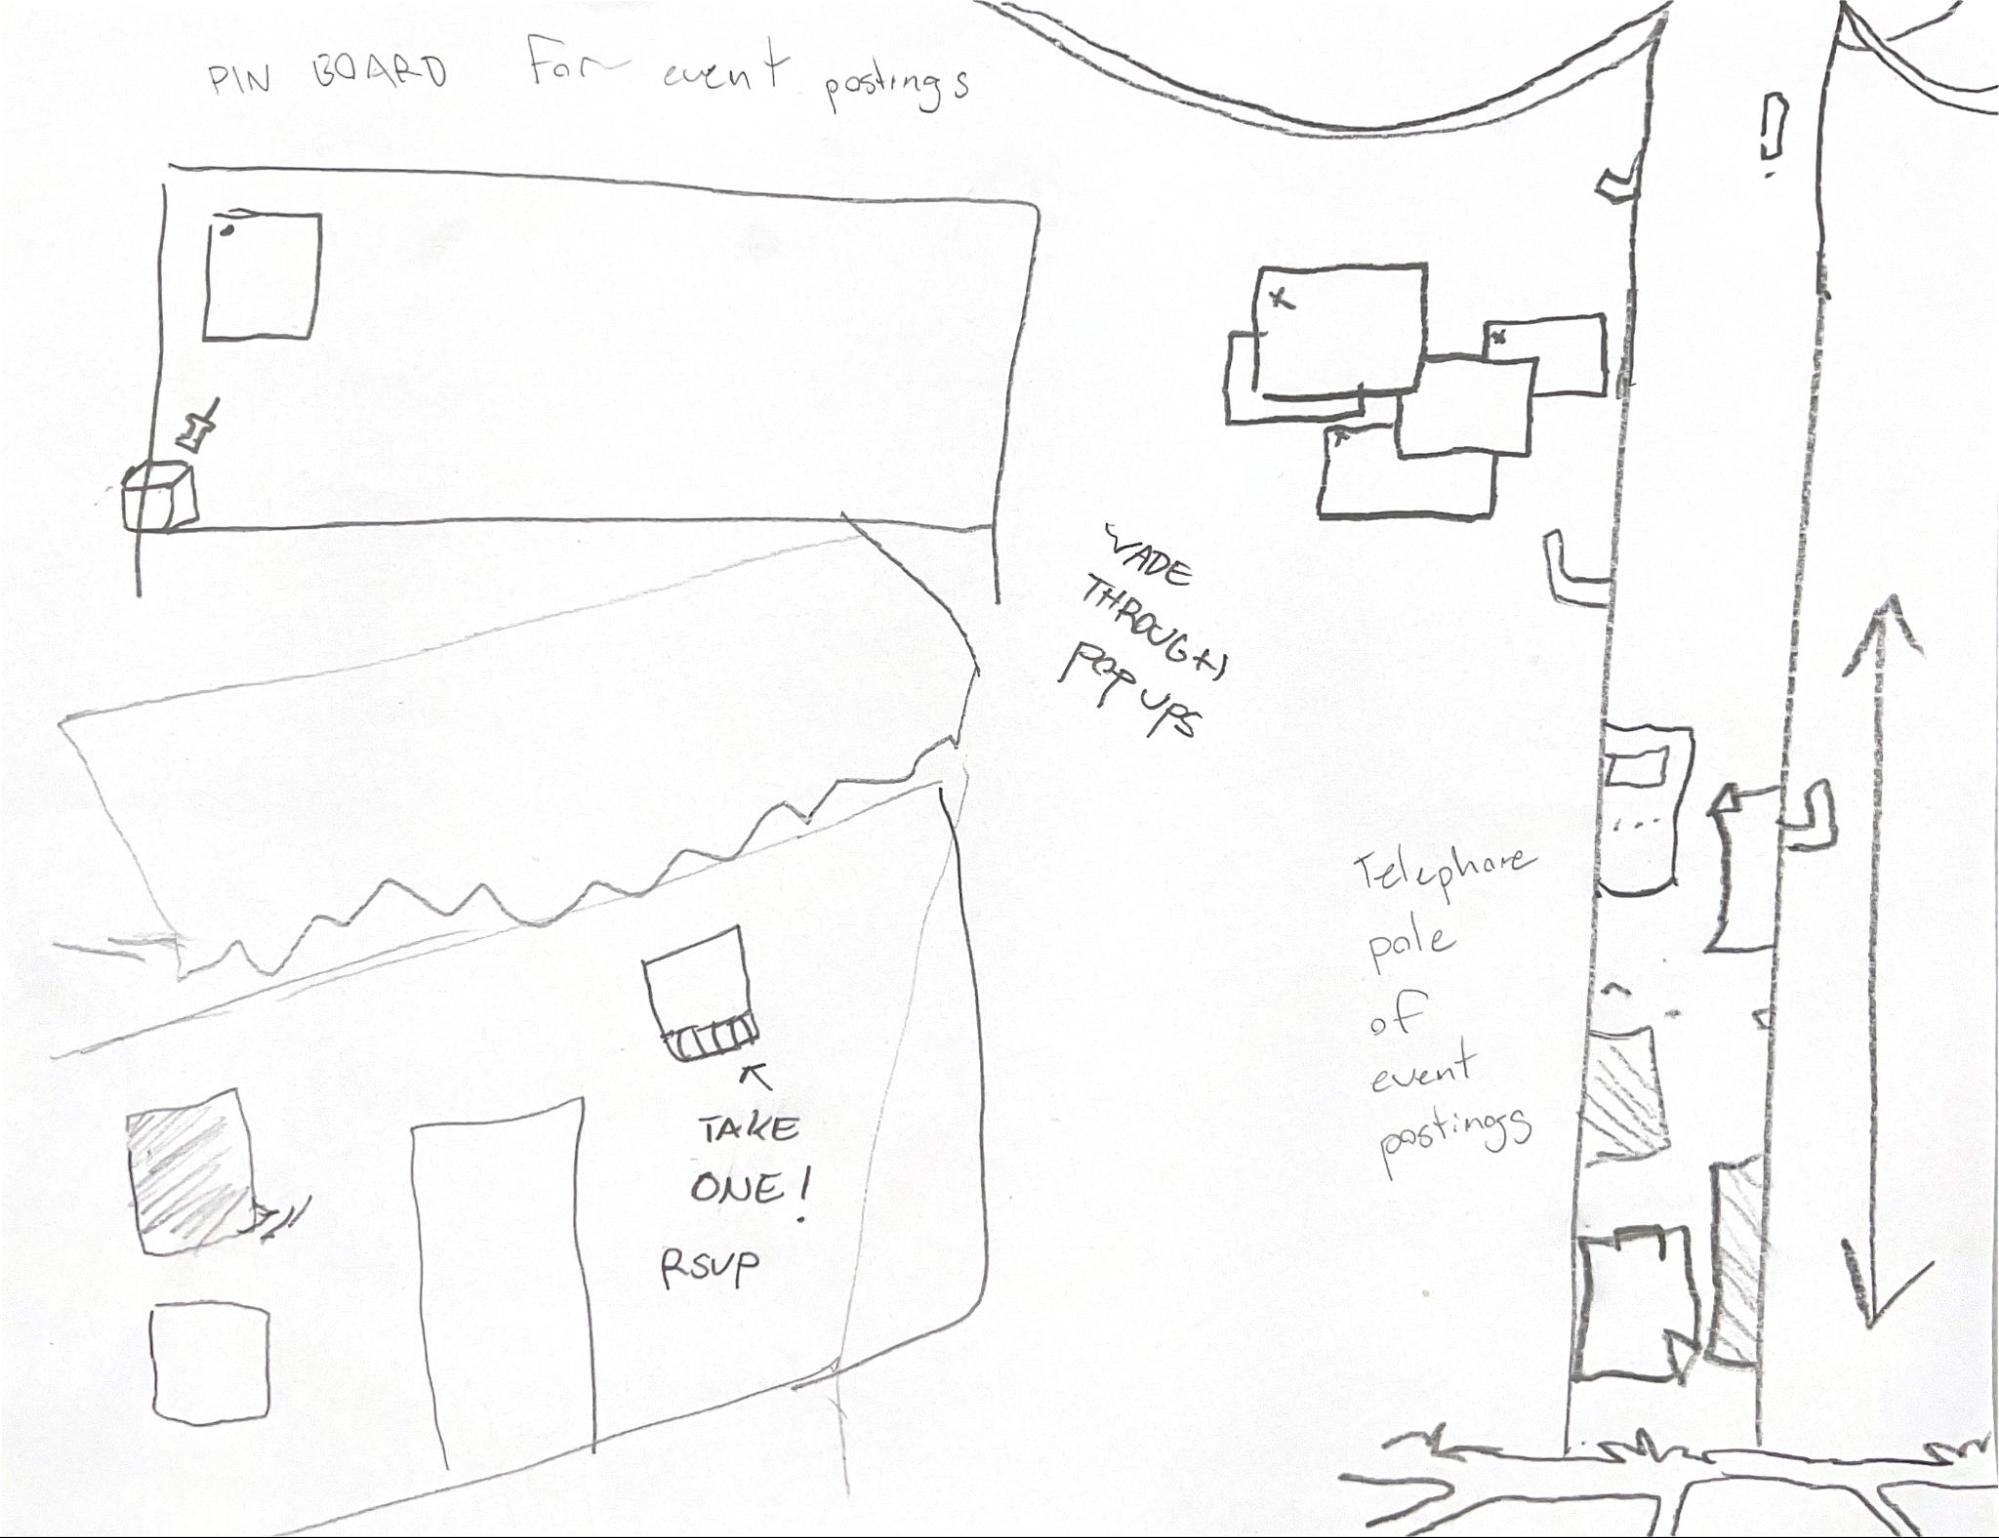 PIN BOARD For event postings
WADE
THROUGH
POP UPS
Telephone
pole
of
event
postings
TAKE
ONE!
RSVP